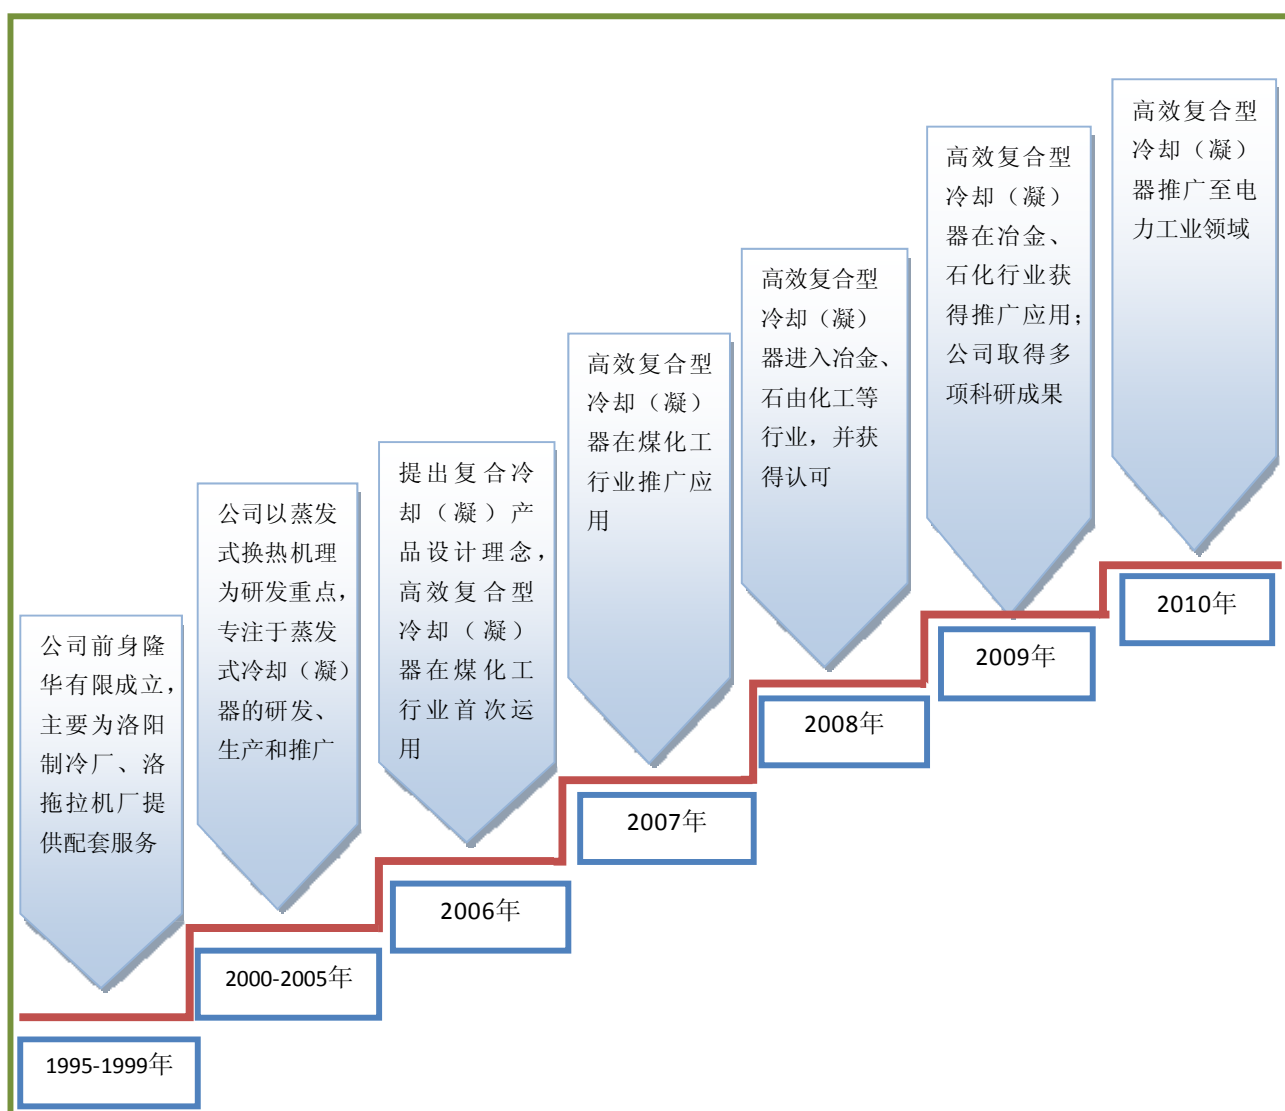 公司前身隆
华有限成立，
主要为洛阳
制冷厂、洛
拖拉机厂提
供配套服务
1995-1999年
公司以蒸发
式换热机理
为研发重点，
专注于蒸发
式冷却（凝）
器的研发、
生产和推广
2000-2005年
提出复合冷
却（凝）产
品设计理念，
高效复合型
冷却（凝）
器在煤化工
行业首次运
用
2006年
高效复合型
冷却（凝）
器在煤化工
行业推广应
用
2007年
高效复合型
冷却（凝）
器进入冶金、
石由化工等
行业，并获
得认可
2008年
高效复合型
冷却（凝）
器在冶金、
石化行业获
得推广应用；
公司取得多
项科研成果
2009年
高效复合型
冷却（凝）
器推广至电
力工业领域
2010年